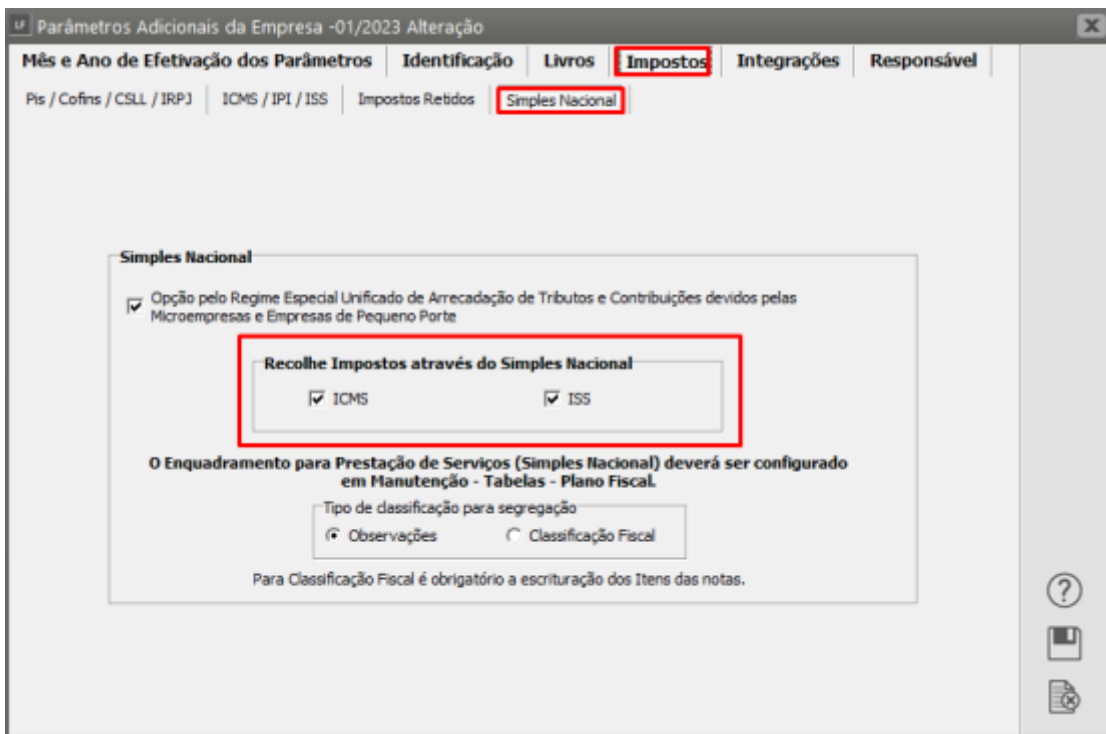 LF Parâmetros Adicionais da Empresa -01/2023 Alteração
Mês e Ano de Efetivação dos Parâmetros Identificação Livros Impostos Integrações Responsável
Pis / Cofins / CSLL / IRPJ ICMS / IPI / ISS Impostos Retidos Simples Nacional
Simples Nacional
Opção pelo Regime Especial Unificado de Arrecadação de Tributos e Contribuições devidos pelas
Microempresas e Empresas de Pequeno Porte
Recolhe Impostos através do Simples Nacional
ICMS ISS
O Enquadramento para Prestação de Serviços (Simples Nacional) deverá ser configurado
em Manutenção - Tabelas - Plano Fiscal.
Tipo de classificação para segregação
Observações Classificação Fiscal
Para Classificação Fiscal é obrigatório a escrituração dos Itens das notas.